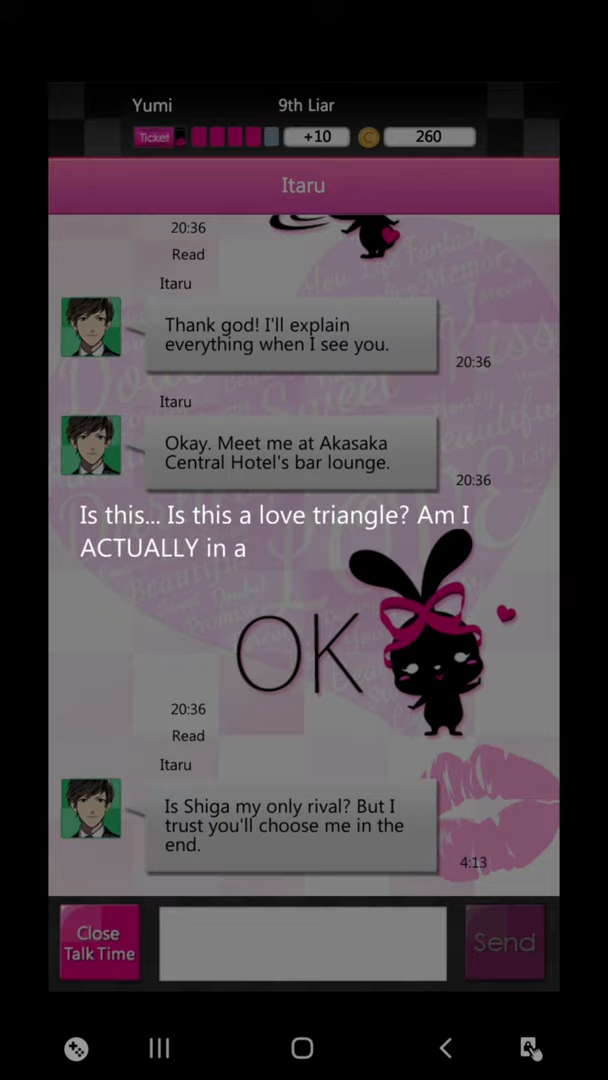 Yumi 9th Liar
Ticket +10 C 260
Itaru
20:36
Read
Itaru
Thank god! I'll explain
everything when I see you.
20:36
Itaru
Okay. Meet me at Akasaka
Central Hotel's bar lounge.
20:36
Is this... Is this a love triangle? Am I
ACTUALLY in a
OK
20:36
Read
Itaru
Is Shiga my only rival? But I
trust you'll choose me in the
end.
4:13
Close
Talk Time
Send